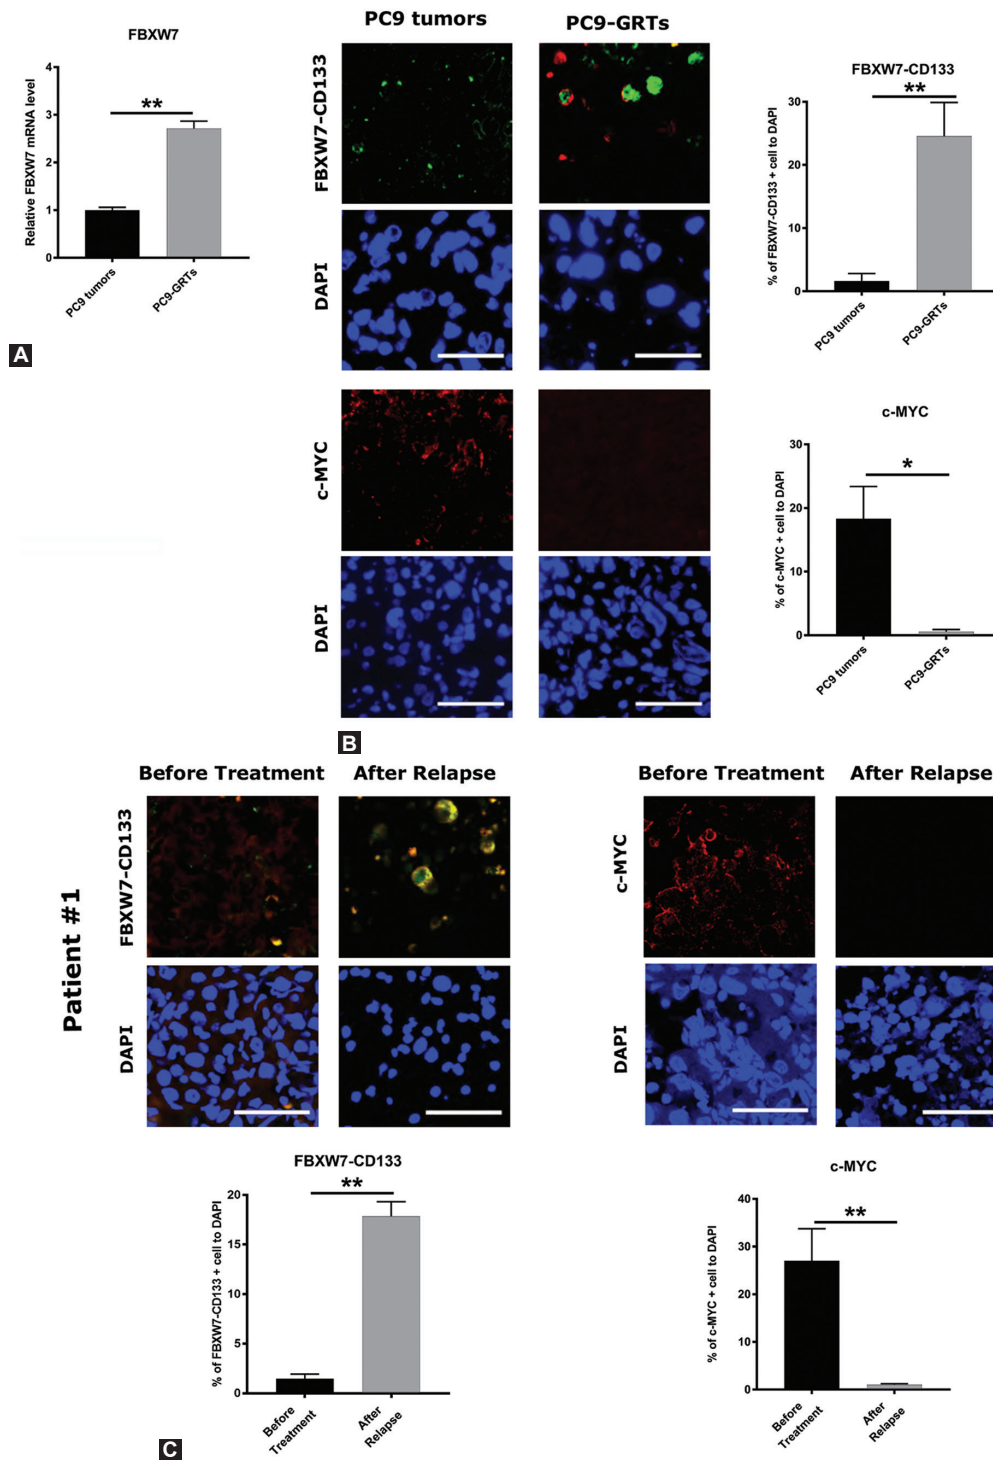 FBXW7
Relative FBXW7 mRNA level
4
3
2
1
0
**
PC9 tumors
PC9-GRTs
A
PC9 tumors
PC9-GRTs
FBXW7-CD133
DAPI
c-MYC
DAPI
FBXW7-CD133
% of FBXW7-CD133 + cell to DAPI
30
20
10
0
**
PC9 tumors
PC9-GRTs
c-MYC
% of c-MYC + cell to DAPI
30
20
10
0
*
PC9 tumors
PC9-GRTs
B
Patient #1
Before Treatment
After Relapse
FBXW7-CD133
DAPI
Before Treatment
After Relapse
c-MYC
DAPI
FBXW7-CD133
% of FBXW7-CD133 + cell to DAPI
20
15
10
5
0
**
Before
Treatment
After
Relapse
c-MYC
% of c-MYC + cell to DAPI
40
30
20
10
0
**
Before
Treatment
After
Relapse
C